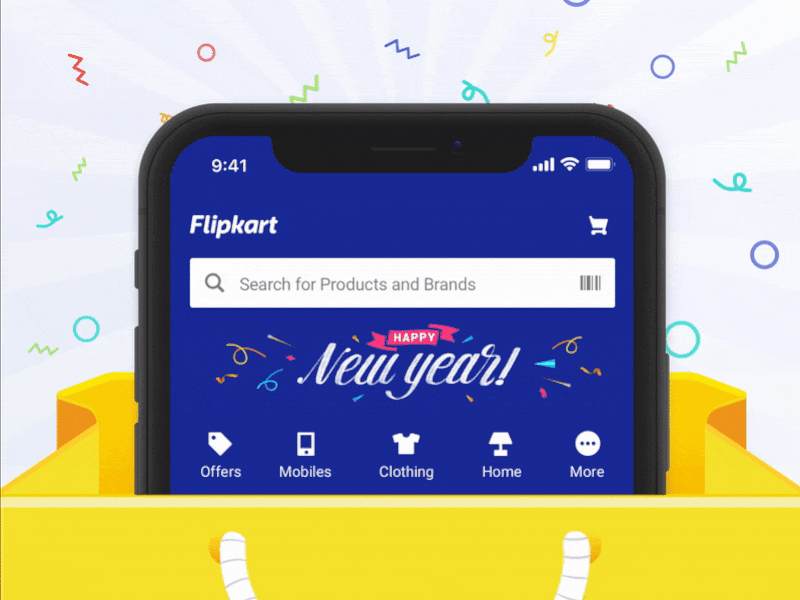 9:41
Flipkart
Search for Products and Brands
HAPPY
New year!
Offers Mobiles Clothing Home More